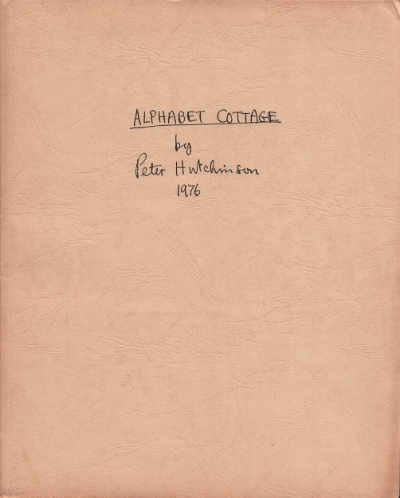 ALPHABET COTTAGE
by
Peter Hutchinson
1976